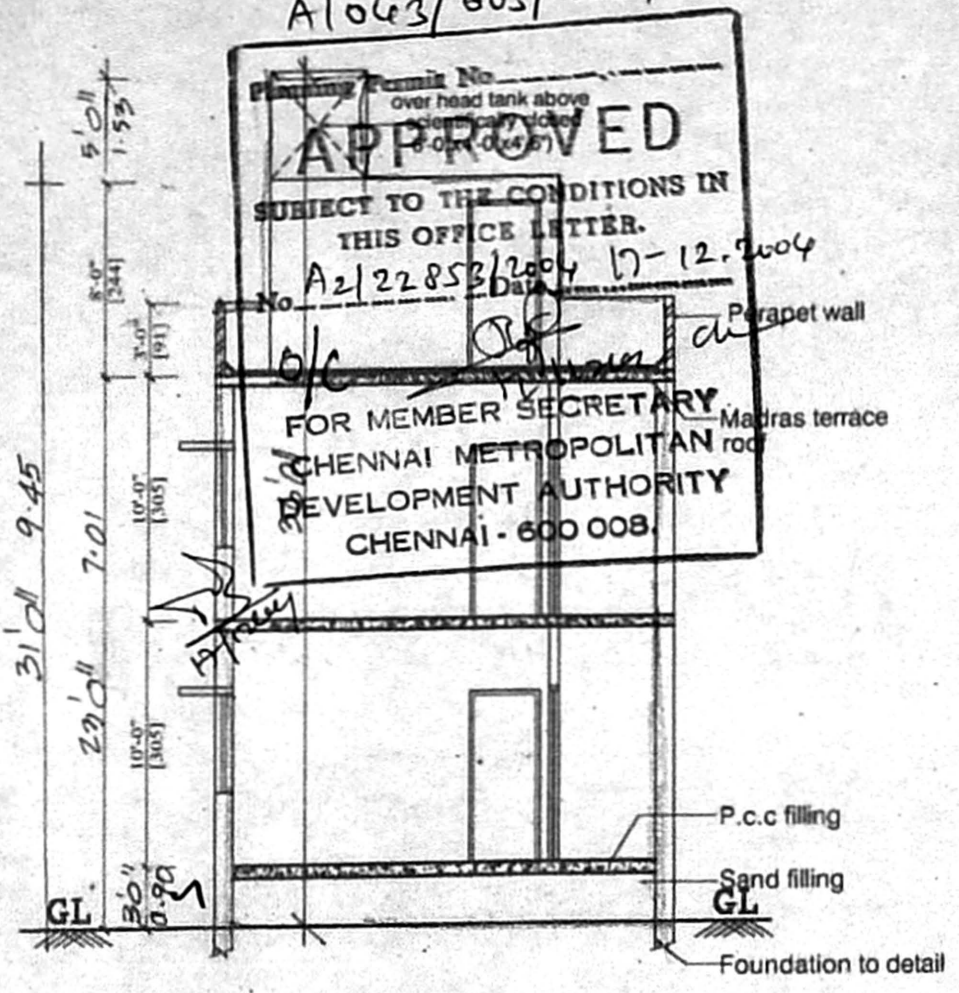 A/043/003/
Planning Permit No
over head tank above
APPROVED
SUBJECT TO THE CONDITIONS IN
THIS OFFICE LETTER.
No. A2/22853/2004 Date 17-12.2004
O/C
FOR MEMBER SECRETARY
CHENNAI METROPOLITAN
DEVELOPMENT AUTHORITY
CHENNAI - 600 008.
Parapet wall
Madras terrace
roof
P.c.c filling
Sand filling
GL
Foundation to detail
5'0"
1.53
8'-0"
[244]
3'-0"
[91]
10'-0"
[305]
31'0" 9.45
23'0" 7.01
10'-0"
[305]
3'0"
0.90
GL